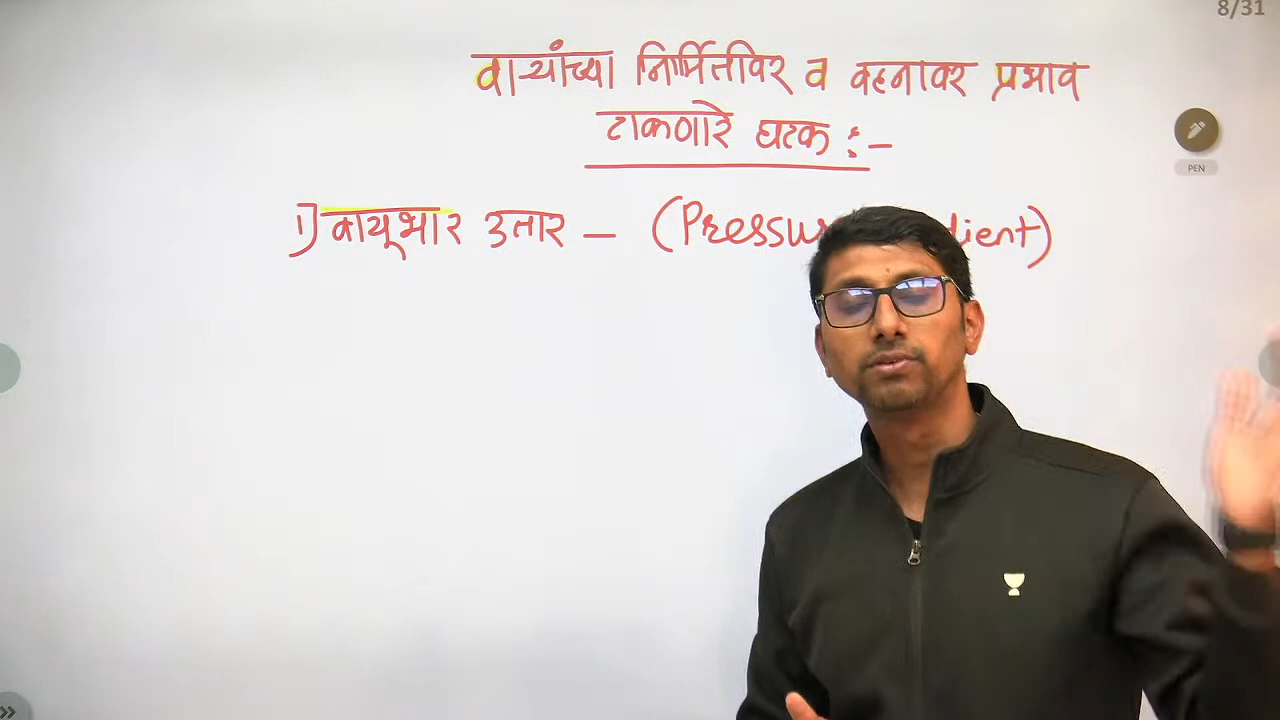 8/31
वाऱ्यांच्या निर्मितीवर व वहनावर प्रभाव
टाकणारे घटक :-
PEN
1) वायूभार उतार – (Pressu dient)